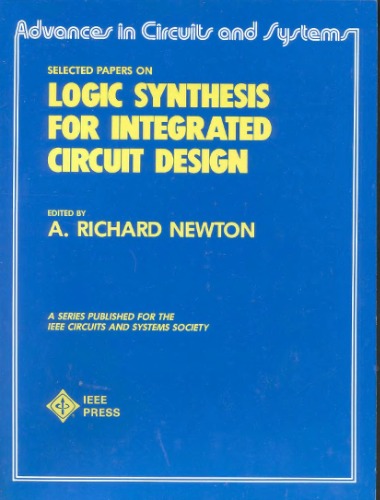 Advances in Circuits and Systems
SELECTED PAPERS ON
LOGIC SYNTHESIS
FOR INTEGRATED
CIRCUIT DESIGN
EDITED BY
A. RICHARD NEWTON
A SERIES PUBLISHED FOR THE
IEEE CIRCUITS AND SYSTEMS SOCIETY
IEEE
PRESS